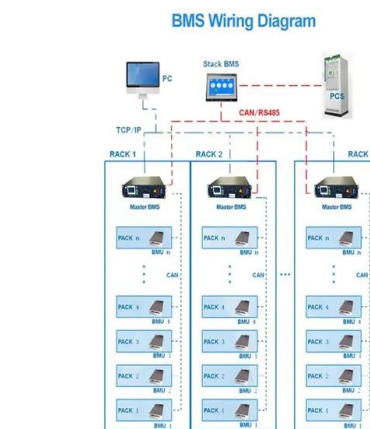 BMS Wiring Diagram
Stack BMS
PC
PCS
CAN/RS485
TCP/IP
RACK 1
RACK 2
RACK
Master BMS
Master BMS
Master BMS
PACK n
PACK n
PACK n
BMU n
BMU n
BMU n
CAN
CAN
CAN
PACK 4
PACK 4
PACK 4
BMU 4
BMU 4
BMU 4
PACK 3
PACK 3
PACK 3
BMU 3
BMU 3
BMU 3
PACK 2
PACK 2
PACK 2
BMU 2
BMU 2
BMU 2
PACK 1
PACK 1
PACK 1
BMU 1
BMU 1
BMU 1